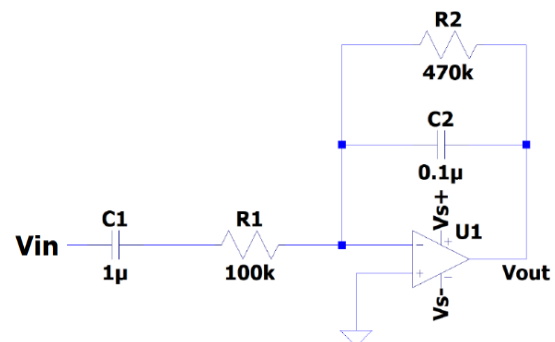 R2
470k
C2
0.1µ
Vs+
C1
R1
U1
Vin
1µ
100k
Vout
Vs-